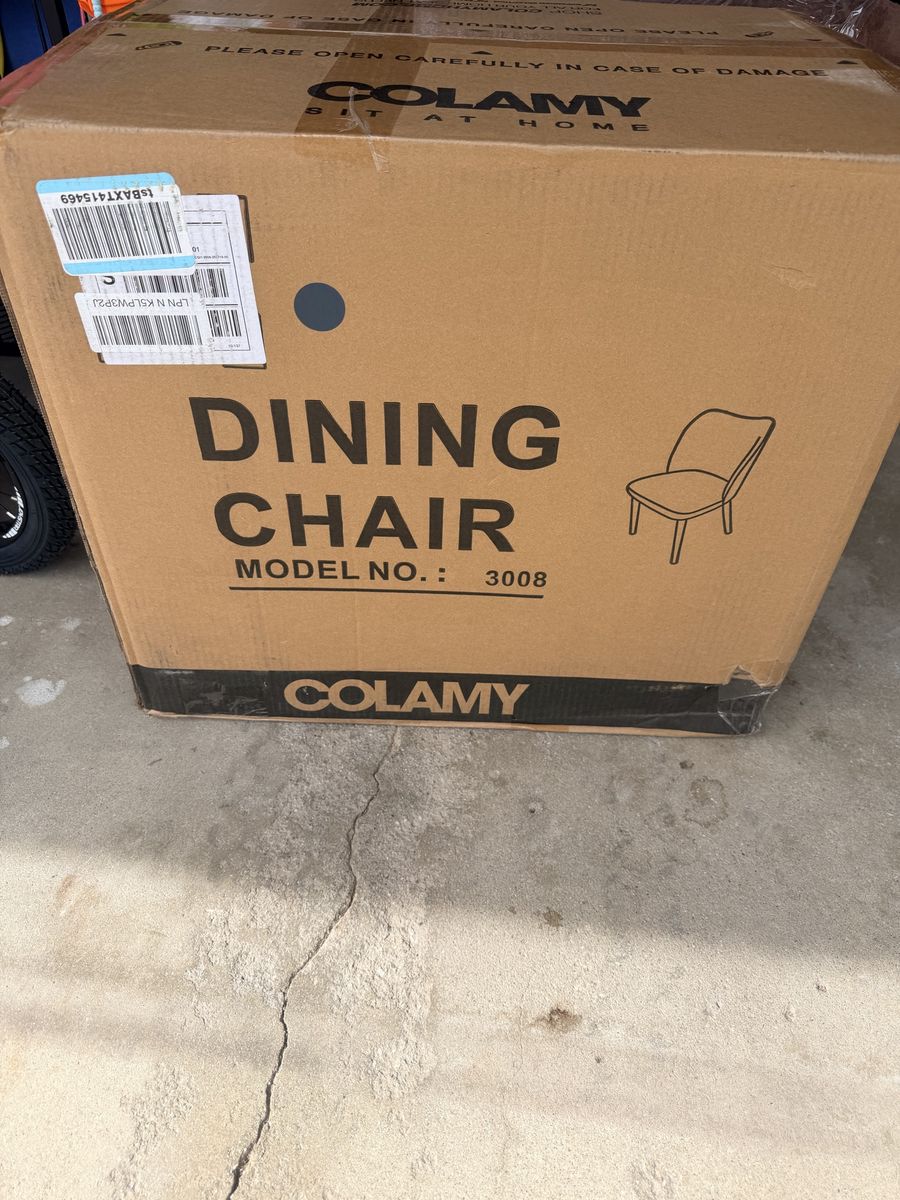 PLEASE OPEN CAREFULLY IN CASE OF DAMAGE
COLAMY
SIT AT HOME
tsBAXT415469
LPN N K5LPW3P2J
DINING
CHAIR
MODEL NO. : 3008
COLAMY